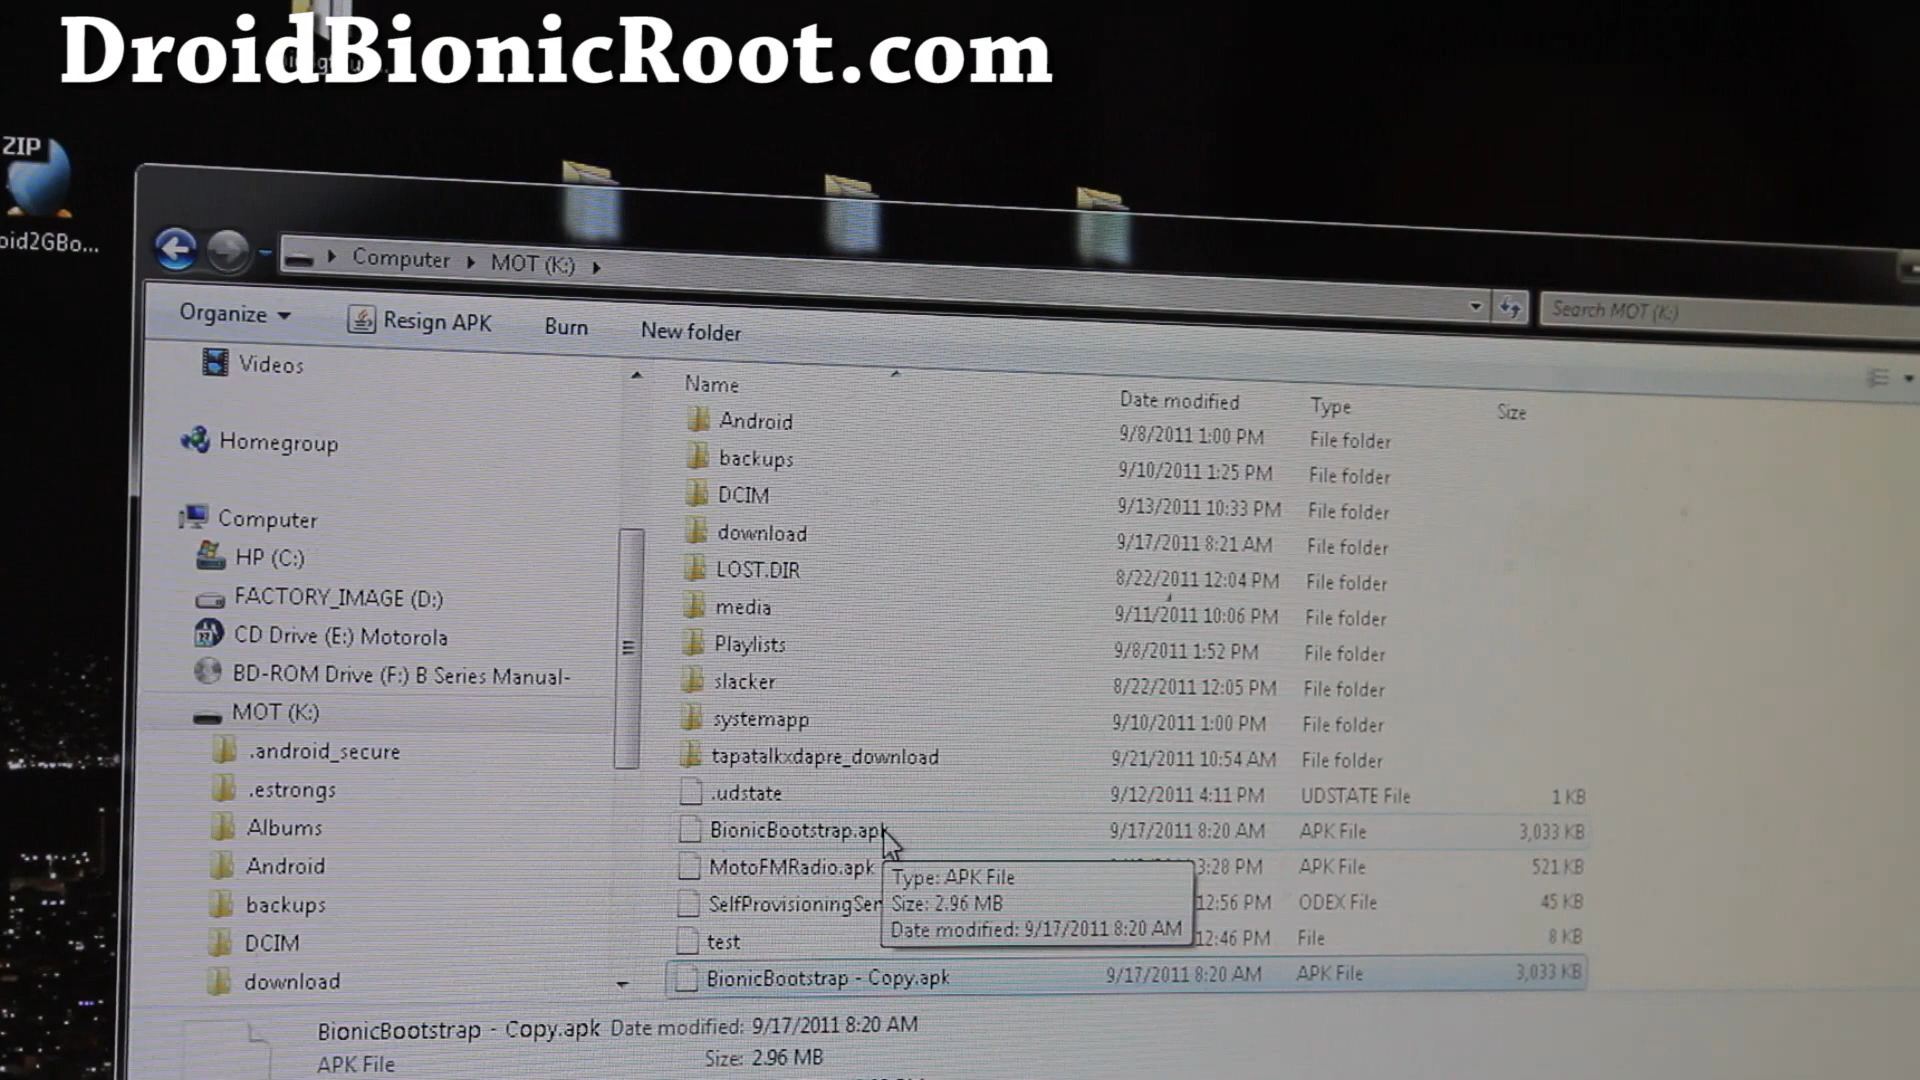 DroidBionicRoot.com
ZIP
oid2GBo...
Computer
MOT (K:)
Search MOT (K:)
Organize
Resign APK
Burn
New folder
Videos
Homegroup
Computer
HP (C:)
FACTORY_IMAGE (D:)
CD Drive (E:) Motorola
BD-ROM Drive (F:) B Series Manual-
MOT (K:)
.android_secure
.estrongs
Albums
Android
backups
DCIM
download
Name Date modified Type Size
Android 9/8/2011 1:00 PM File folder
backups 9/10/2011 1:25 PM File folder
DCIM 9/13/2011 10:33 PM File folder
download 9/17/2011 8:21 AM File folder
LOST.DIR 8/22/2011 12:04 PM File folder
media 9/11/2011 10:06 PM File folder
Playlists 9/8/2011 1:52 PM File folder
slacker 8/22/2011 12:05 PM File folder
systemapp 9/10/2011 1:00 PM File folder
tapatalkxdapre_download 9/21/2011 10:54 AM File folder
.udstate 9/12/2011 4:11 PM UDSTATE File 1 KB
BionicBootstrap.apk 9/17/2011 8:20 AM APK File 3,033 KB
MotoFMRadio.apk 3:28 PM APK File 521 KB
SelfProvisioningSer 12:56 PM ODEX File 45 KB
test 12:46 PM File 8 KB
BionicBootstrap - Copy.apk 9/17/2011 8:20 AM APK File 3,033 KB
Type: APK File
Size: 2.96 MB
Date modified: 9/17/2011 8:20 AM
BionicBootstrap - Copy.apk Date modified: 9/17/2011 8:20 AM
APK File Size: 2.96 MB